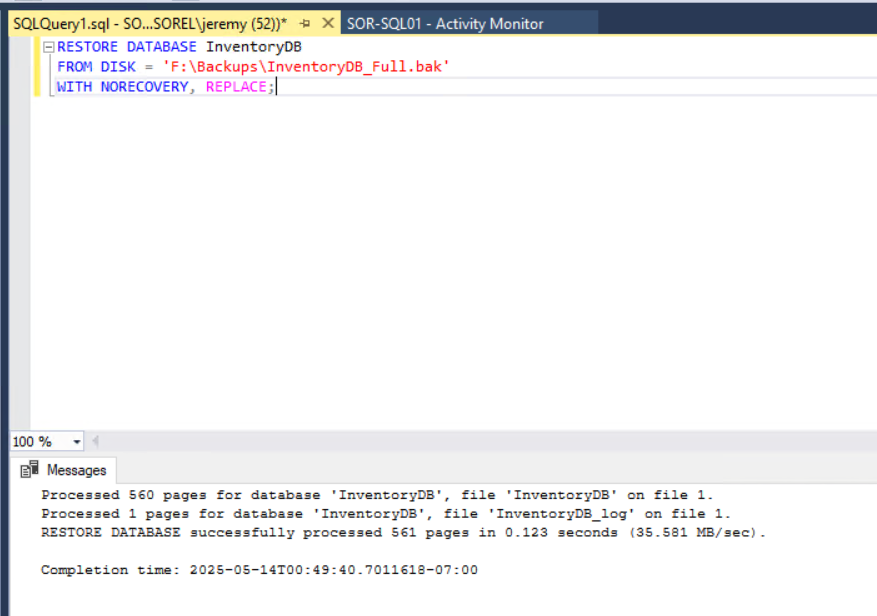 SQLQuery1.sql - SO...SOREL\jeremy (52))*
SOR-SQL01 - Activity Monitor
RESTORE DATABASE InventoryDB
FROM DISK = 'F:\Backups\InventoryDB_Full.bak'
WITH NORECOVERY, REPLACE;
100 %
Messages
Processed 560 pages for database 'InventoryDB', file 'InventoryDB' on file 1.
Processed 1 pages for database 'InventoryDB', file 'InventoryDB_log' on file 1.
RESTORE DATABASE successfully processed 561 pages in 0.123 seconds (35.581 MB/sec).
Completion time: 2025-05-14T00:49:40.7011618-07:00